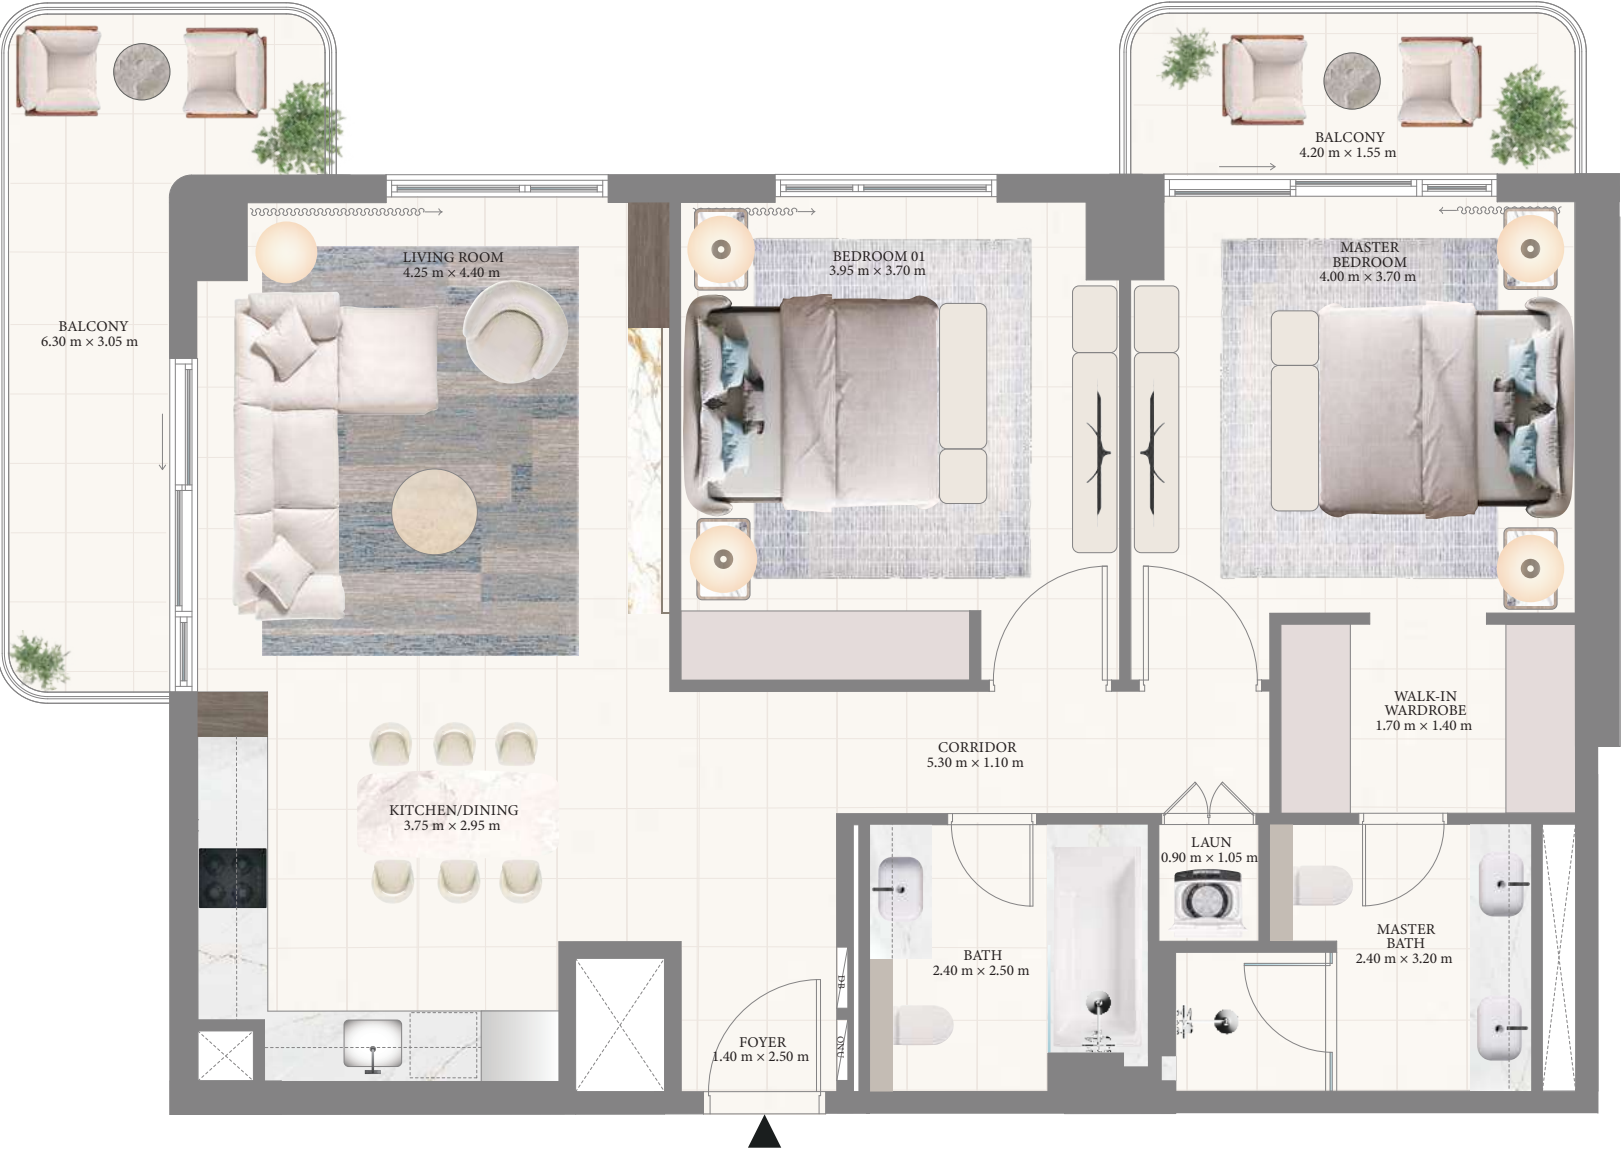 BALCONY
4.20 m × 1.55 m
LIVING ROOM
4.25 m × 4.40 m
BEDROOM 01
3.95 m × 3.70 m
MASTER
BEDROOM
4.00 m × 3.70 m
BALCONY
6.30 m × 3.05 m
WALK-IN
WARDROBE
1.70 m × 1.40 m
CORRIDOR
5.30 m × 1.10 m
KITCHEN/DINING
3.75 m × 2.95 m
LAUN
0.90 m × 1.05 m
MASTER
BATH
2.40 m × 3.20 m
BATH
2.40 m × 2.50 m
DB
FOYER
1.40 m × 2.50 m
ONU